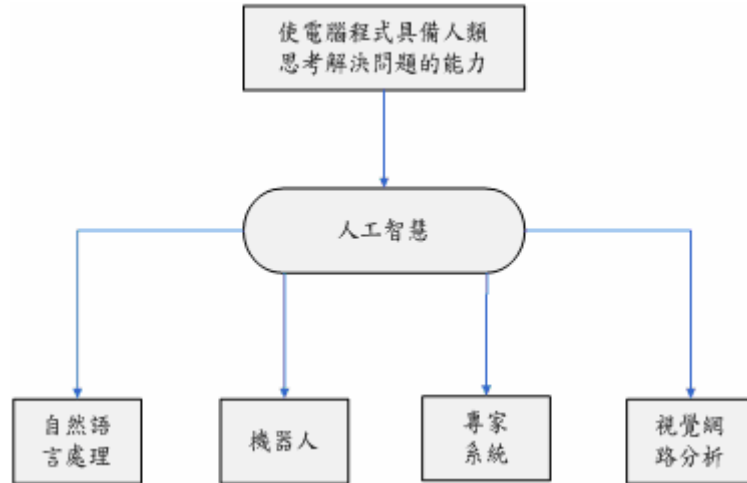 使電腦程式具備人類
思考解決問題的能力
人工智慧
自然語
言處理
機器人
專家
系統
視覺網
路分析